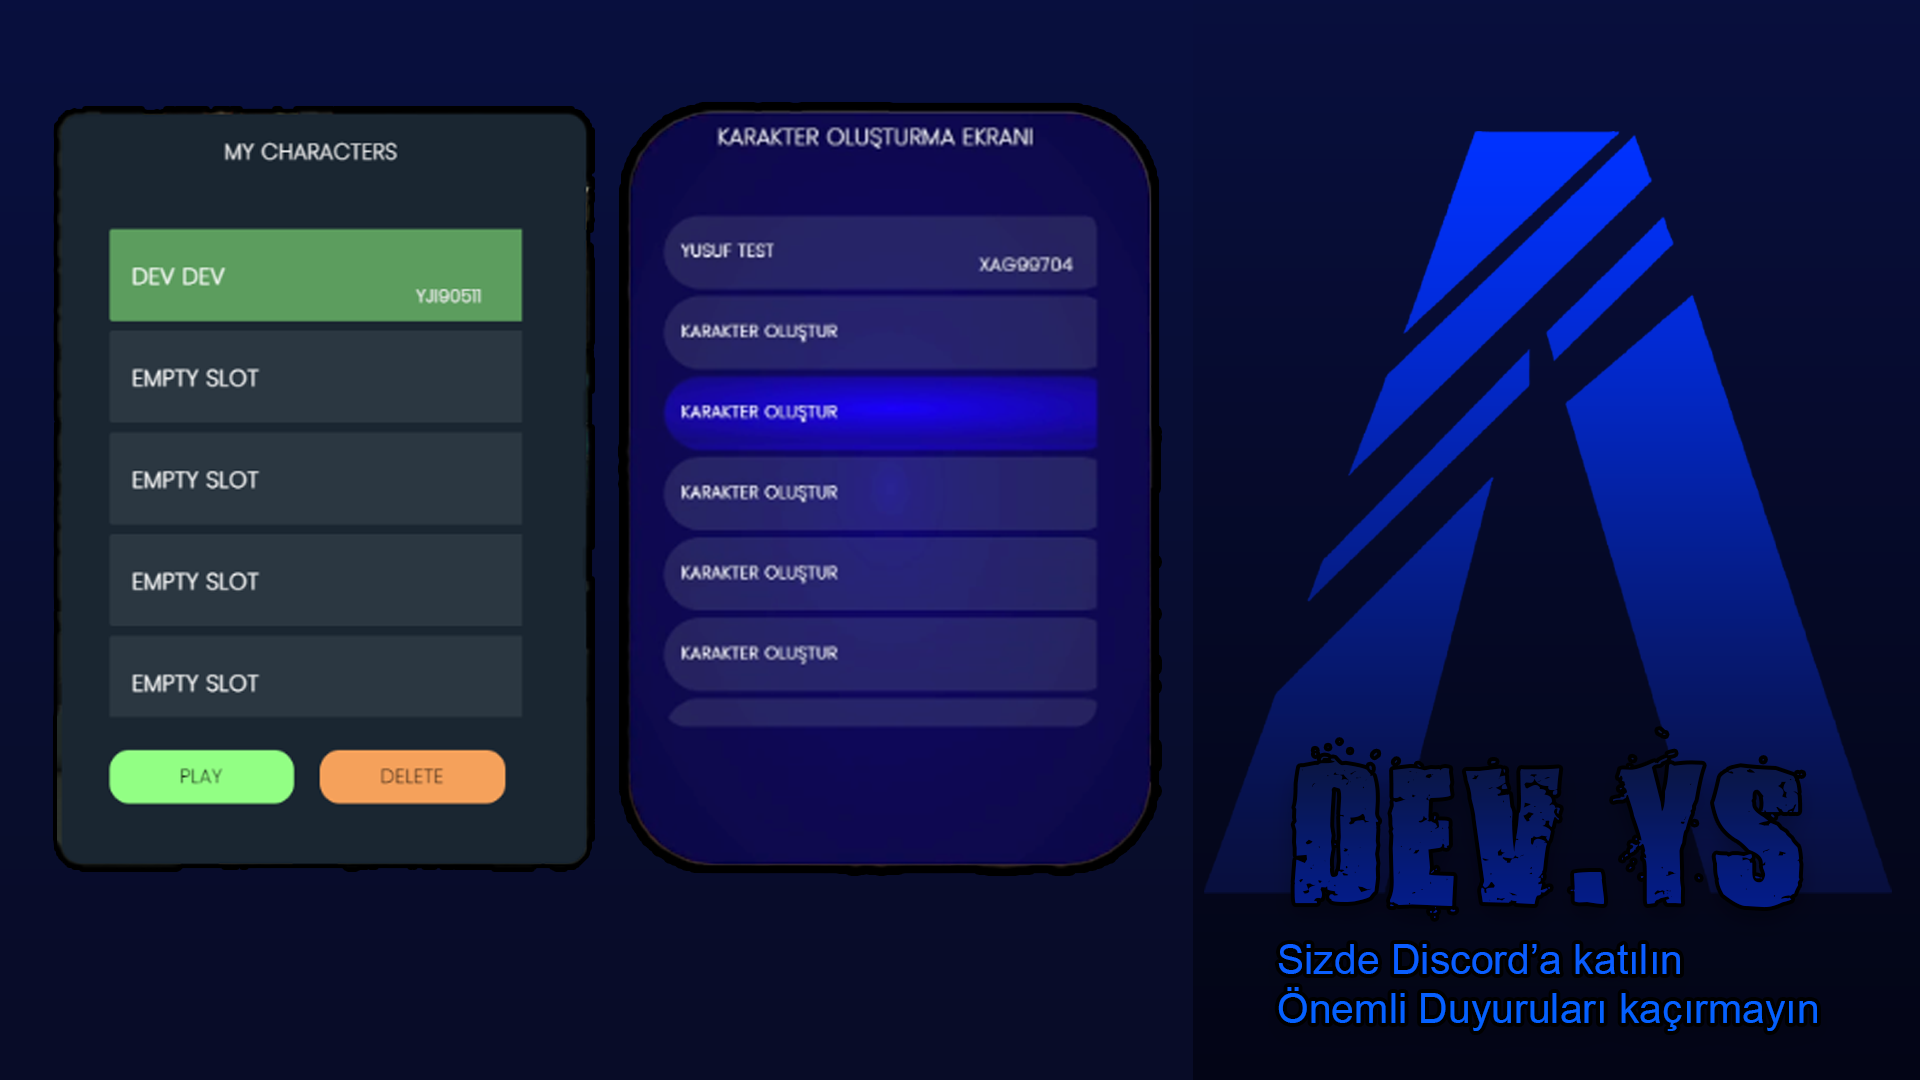 MY CHARACTERS
DEV DEV
YJI90511
EMPTY SLOT
EMPTY SLOT
EMPTY SLOT
EMPTY SLOT
PLAY
DELETE
KARAKTER OLUŞTURMA EKRANI
YUSUF TEST
XAG99704
KARAKTER OLUŞTUR
KARAKTER OLUŞTUR
KARAKTER OLUŞTUR
KARAKTER OLUŞTUR
KARAKTER OLUŞTUR
DEV.YS
Sizde Discord’a katılın
Önemli Duyuruları kaçırmayın